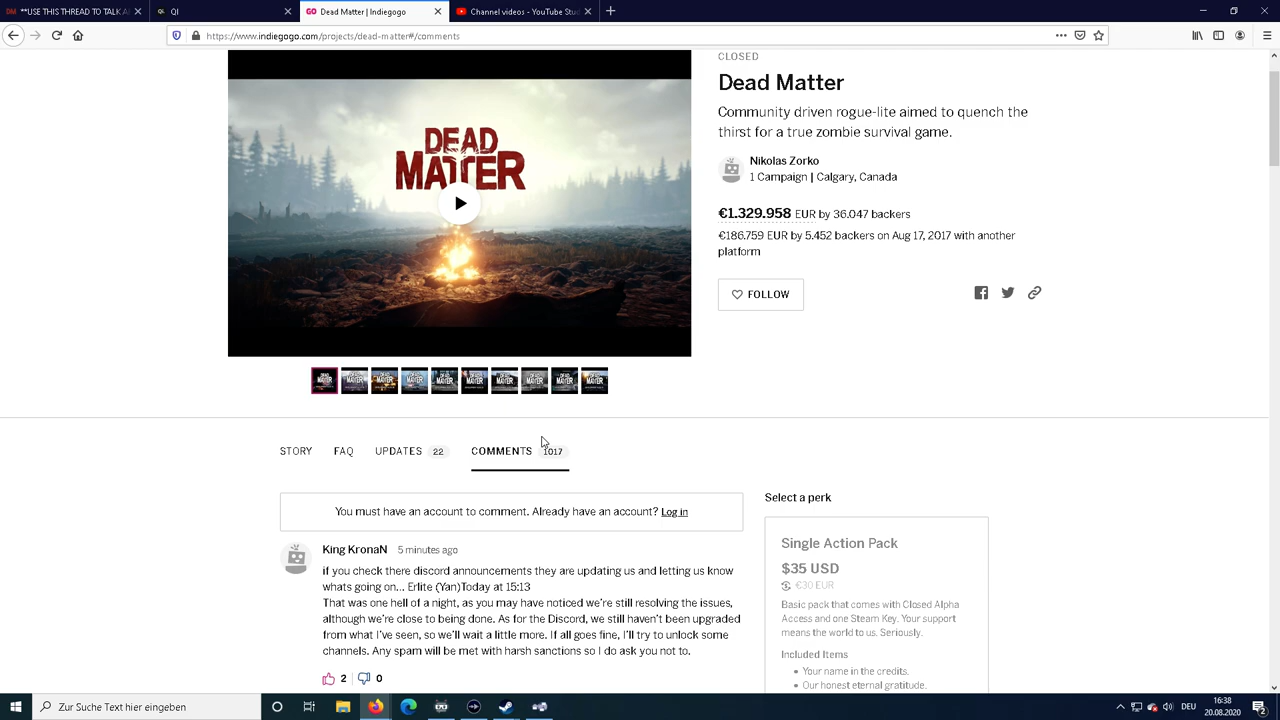 **USE THIS THREAD TO TALK A
QI
Dead Matter | Indiegogo
Channel videos - YouTube Stud
https://www.indiegogo.com/projects/dead-matter#/comments
DEAD
MATTER
CLOSED
Dead Matter
Community driven rogue-lite aimed to quench the
thirst for a true zombie survival game.
Nikolas Zorko
1 Campaign | Calgary, Canada
€1.329.958 EUR by 36.047 backers
€186.759 EUR by 5.452 backers on Aug 17, 2017 with another
platform
FOLLOW
STORY FAQ UPDATES 22 COMMENTS 1017
You must have an account to comment. Already have an account? Log in
King KronaN 5 minutes ago
if you check there discord announcements they are updating us and letting us know
whats going on... Erlite (Yan)Today at 15:13
That was one hell of a night, as you may have noticed we're still resolving the issues,
although we're close to being done. As for the Discord, we still haven't been upgraded
from what I've seen, so we'll wait a little more. If all goes fine, I'll try to unlock some
channels. Any spam will be met with harsh sanctions so I do ask you not to.
2 0
Select a perk
Single Action Pack
$35 USD
€30 EUR
Basic pack that comes with Closed Alpha
Access and one Steam Key. Your support
means the world to us. Seriously.
Included Items
Your name in the credits.
Our honest eternal gratitude.
Zur Suche Text hier eingeben
DEU
16:38
20.08.2020
2